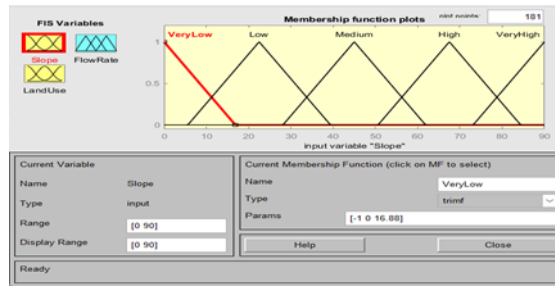 FIS Variables
Membership function plots
plot points:
181
VeryLow
Low
Medium
High
VeryHigh
1
0.5
0
Slope
FlowRate
LandUse
0
10
20
30
40
50
60
70
80
90
input variable "Slope"
Current Variable
Name
Slope
Type
input
Range
[0 90]
Display Range
[0 90]
Current Membership Function (click on MF to select)
Name
VeryLow
Type
trimf
Params
[-1 0 16.88]
Help
Close
Ready